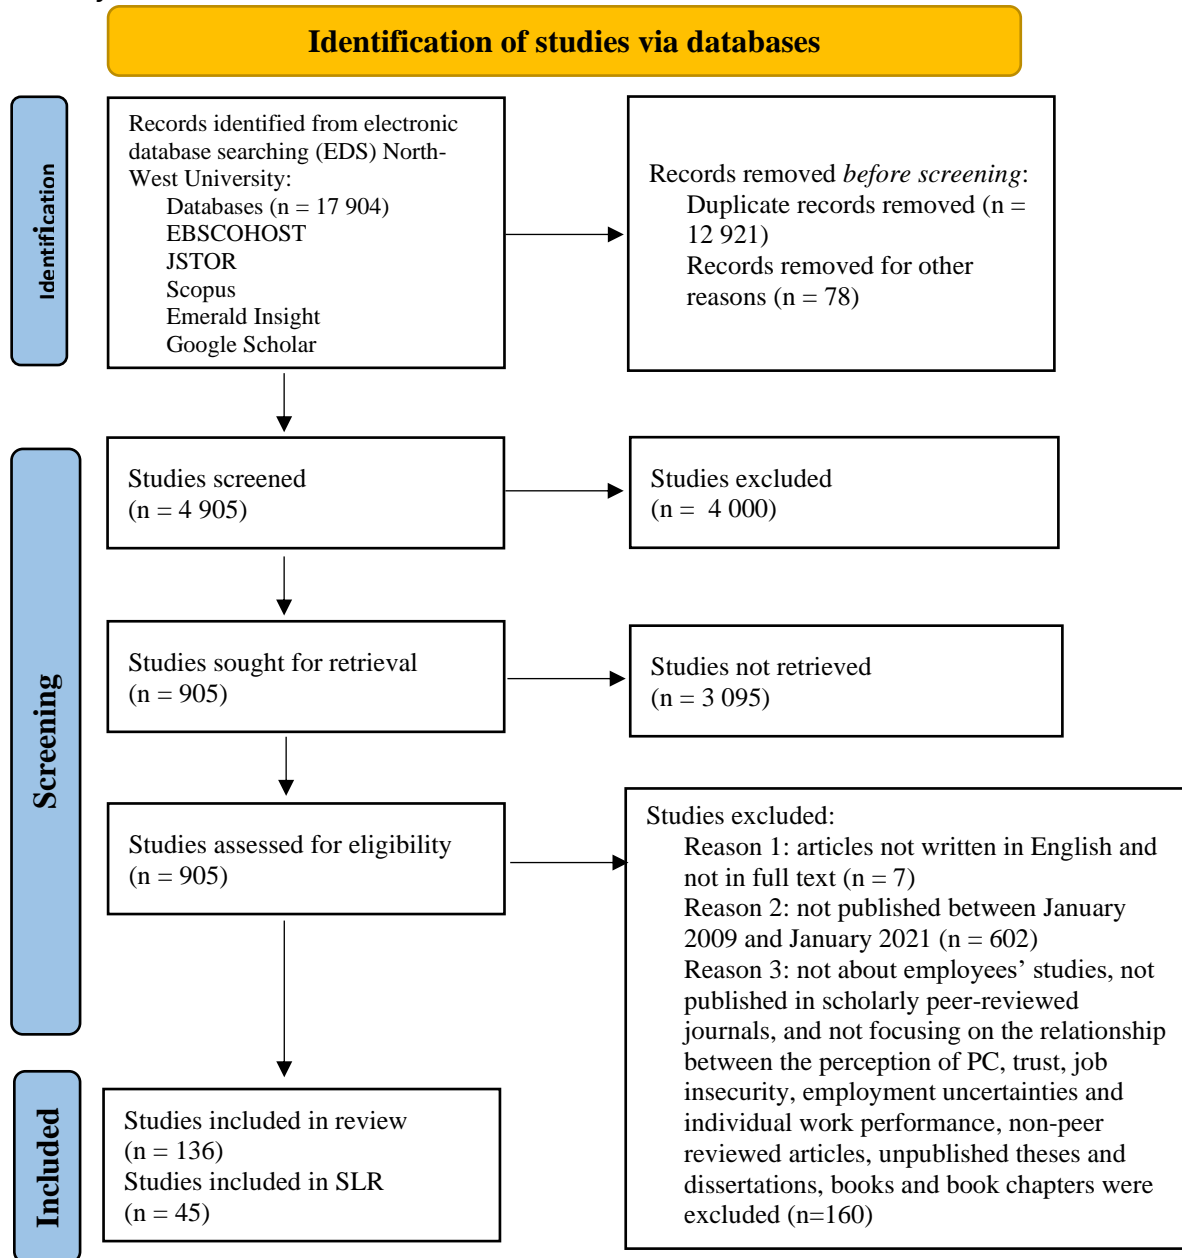 Identification of studies via databases
Identification
Records identified from electronic
database searching (EDS) North-
West University:
Databases (n = 17 904)
EBSCOHOST
JSTOR
Scopus
Emerald Insight
Google Scholar
Records removed before screening:
Duplicate records removed (n =
12 921)
Records removed for other
reasons (n = 78)
Screening
Studies screened
(n = 4 905)
Studies excluded
(n = 4 000)
Studies sought for retrieval
(n = 905)
Studies not retrieved
(n = 3 095)
Studies assessed for eligibility
(n = 905)
Studies excluded:
Reason 1: articles not written in English and
not in full text (n = 7)
Reason 2: not published between January
2009 and January 2021 (n = 602)
Reason 3: not about employees’ studies, not
published in scholarly peer-reviewed
journals, and not focusing on the relationship
between the perception of PC, trust, job
insecurity, employment uncertainties and
individual work performance, non-peer
reviewed articles, unpublished theses and
dissertations, books and book chapters were
excluded (n=160)
Included
Studies included in review
(n = 136)
Studies included in SLR
(n = 45)